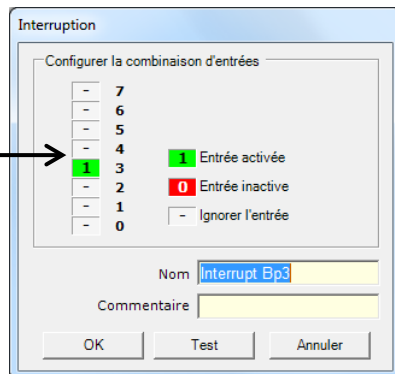 Interruption
Configurer la combinaison d'entrées
- 7
- 6
- 5
- 4
1 3
- 2
- 1
- 0
1 Entrée activée
0 Entrée inactive
- Ignorer l'entrée
Nom Interrupt Bp3
Commentaire
OK Test Annuler